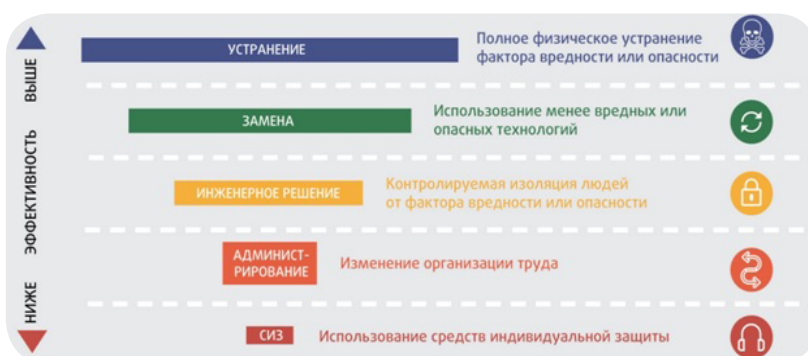 ВЫШЕ
ЭФФЕКТИВНОСТЬ
НИЖЕ
УСТРАНЕНИЕ
Полное физическое устранение
фактора вредности или опасности
ЗАМЕНА
Использование менее вредных или
опасных технологий
ИНЖЕНЕРНОЕ РЕШЕНИЕ
Контролируемая изоляция людей
от фактора вредности или опасности
АДМИНИСТ-
РИРОВАНИЕ
Изменение организации труда
СИЗ
Использование средств индивидуальной защиты